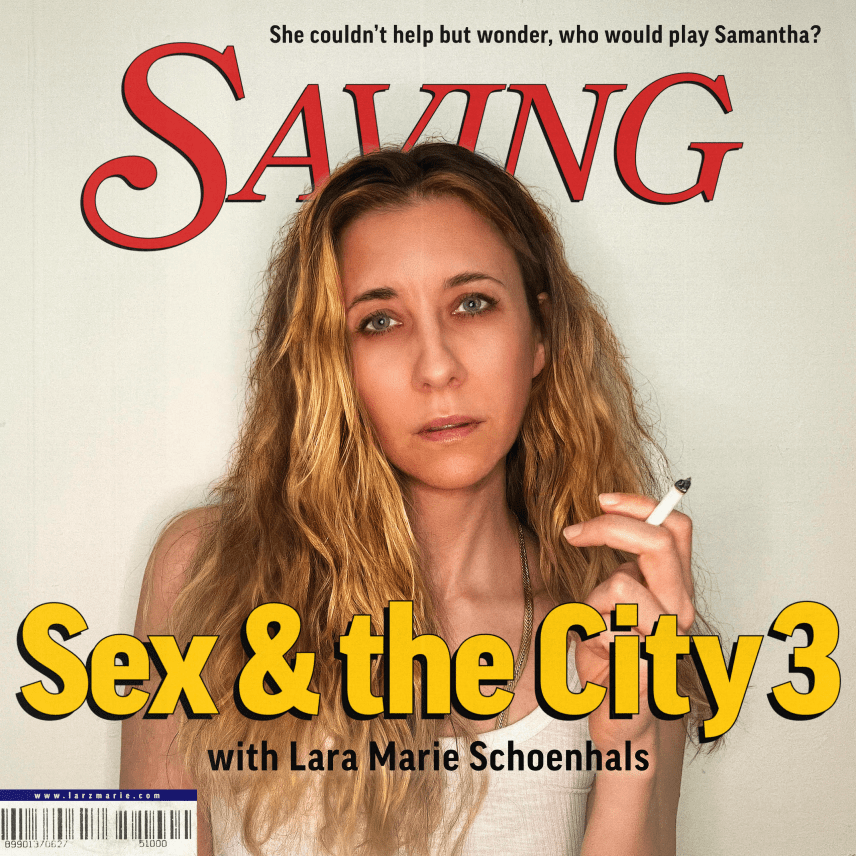 She couldn't help but wonder, who would play Samantha?
SAVING
Sex & the City 3
with Lara Marie Schoenhals
www.larzmarie.com
89901370627 51000